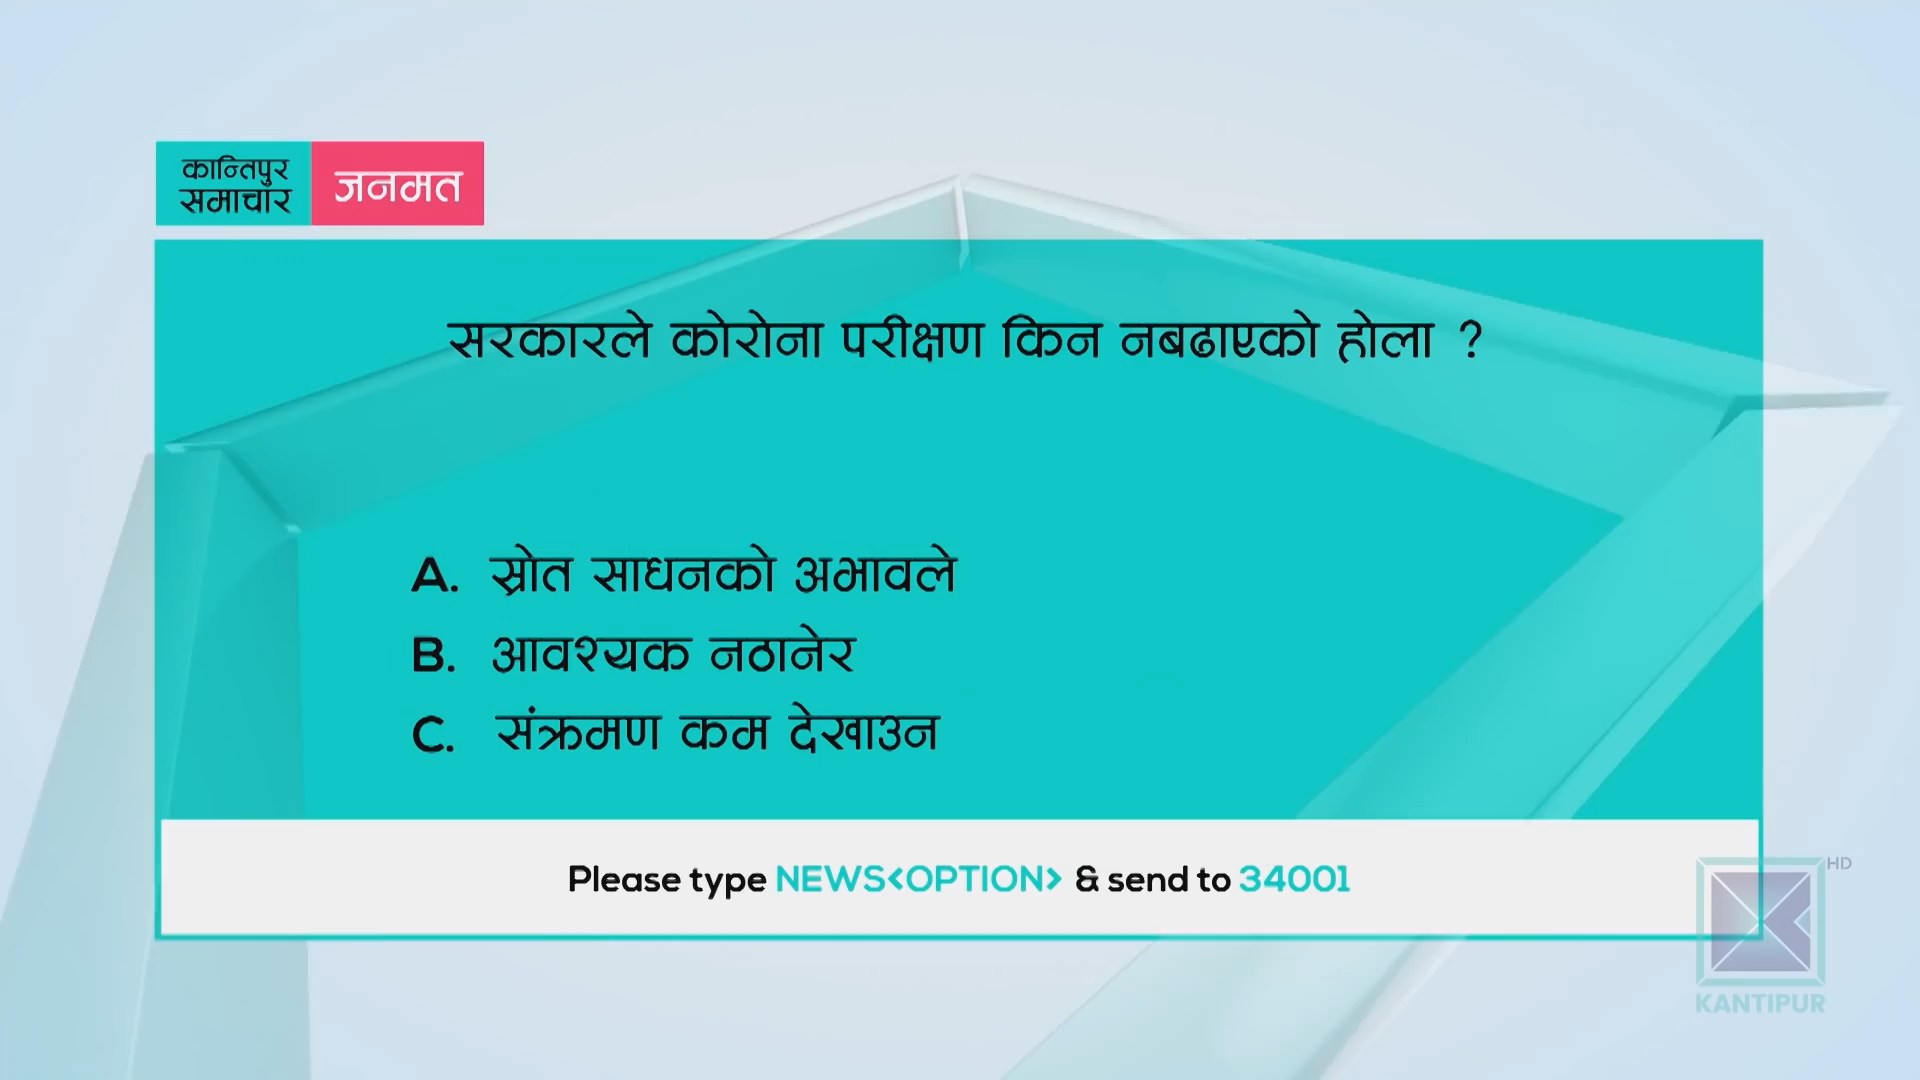 कान्तिपुर
समाचार
जनमत
सरकारले कोरोना परीक्षण किन नबढाएको होला ?
A. स्रोत साधनको अभावले
B. आवश्यक नठानेर
C. संक्रमण कम देखाउन
Please type NEWS<OPTION> & send to 34001
HD
KANTIPUR